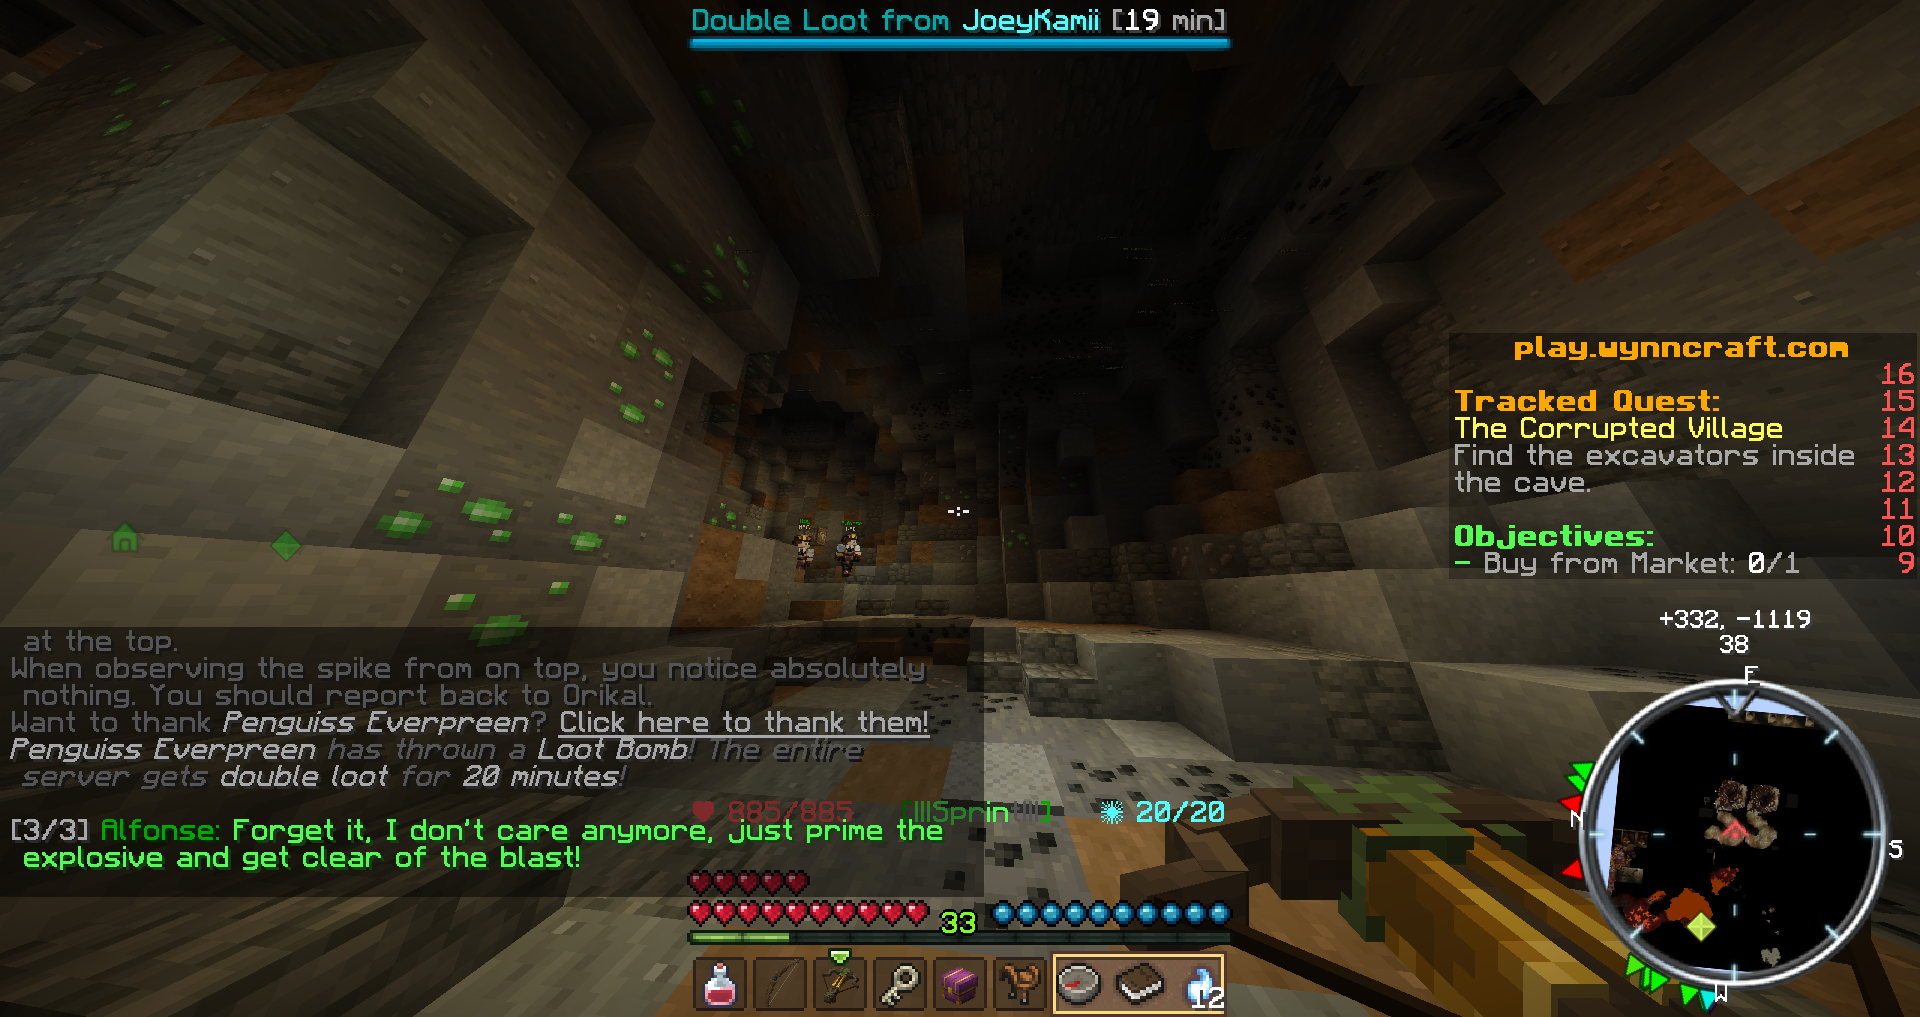 Double Loot from JoeyKamii [19 min]
play.wynncraft.com
16
Tracked Quest: 15
The Corrupted Village 14
Find the excavators inside 13
the cave. 12
11
Objectives: 10
- Buy from Market: 0/1 9
+332, -1119
38
E
N
S
W
at the top.
When observing the spike from on top, you notice absolutely
nothing. You should report back to Orikal.
Want to thank Penguiss Everpreen? Click here to thank them!
Penguiss Everpreen has thrown a Loot Bomb! The entire
server gets double loot for 20 minutes!
885/885 [|||Sprin|||] 20/20
[3/3] Alfonse: Forget it, I don't care anymore, just prime the
explosive and get clear of the blast!
33
12